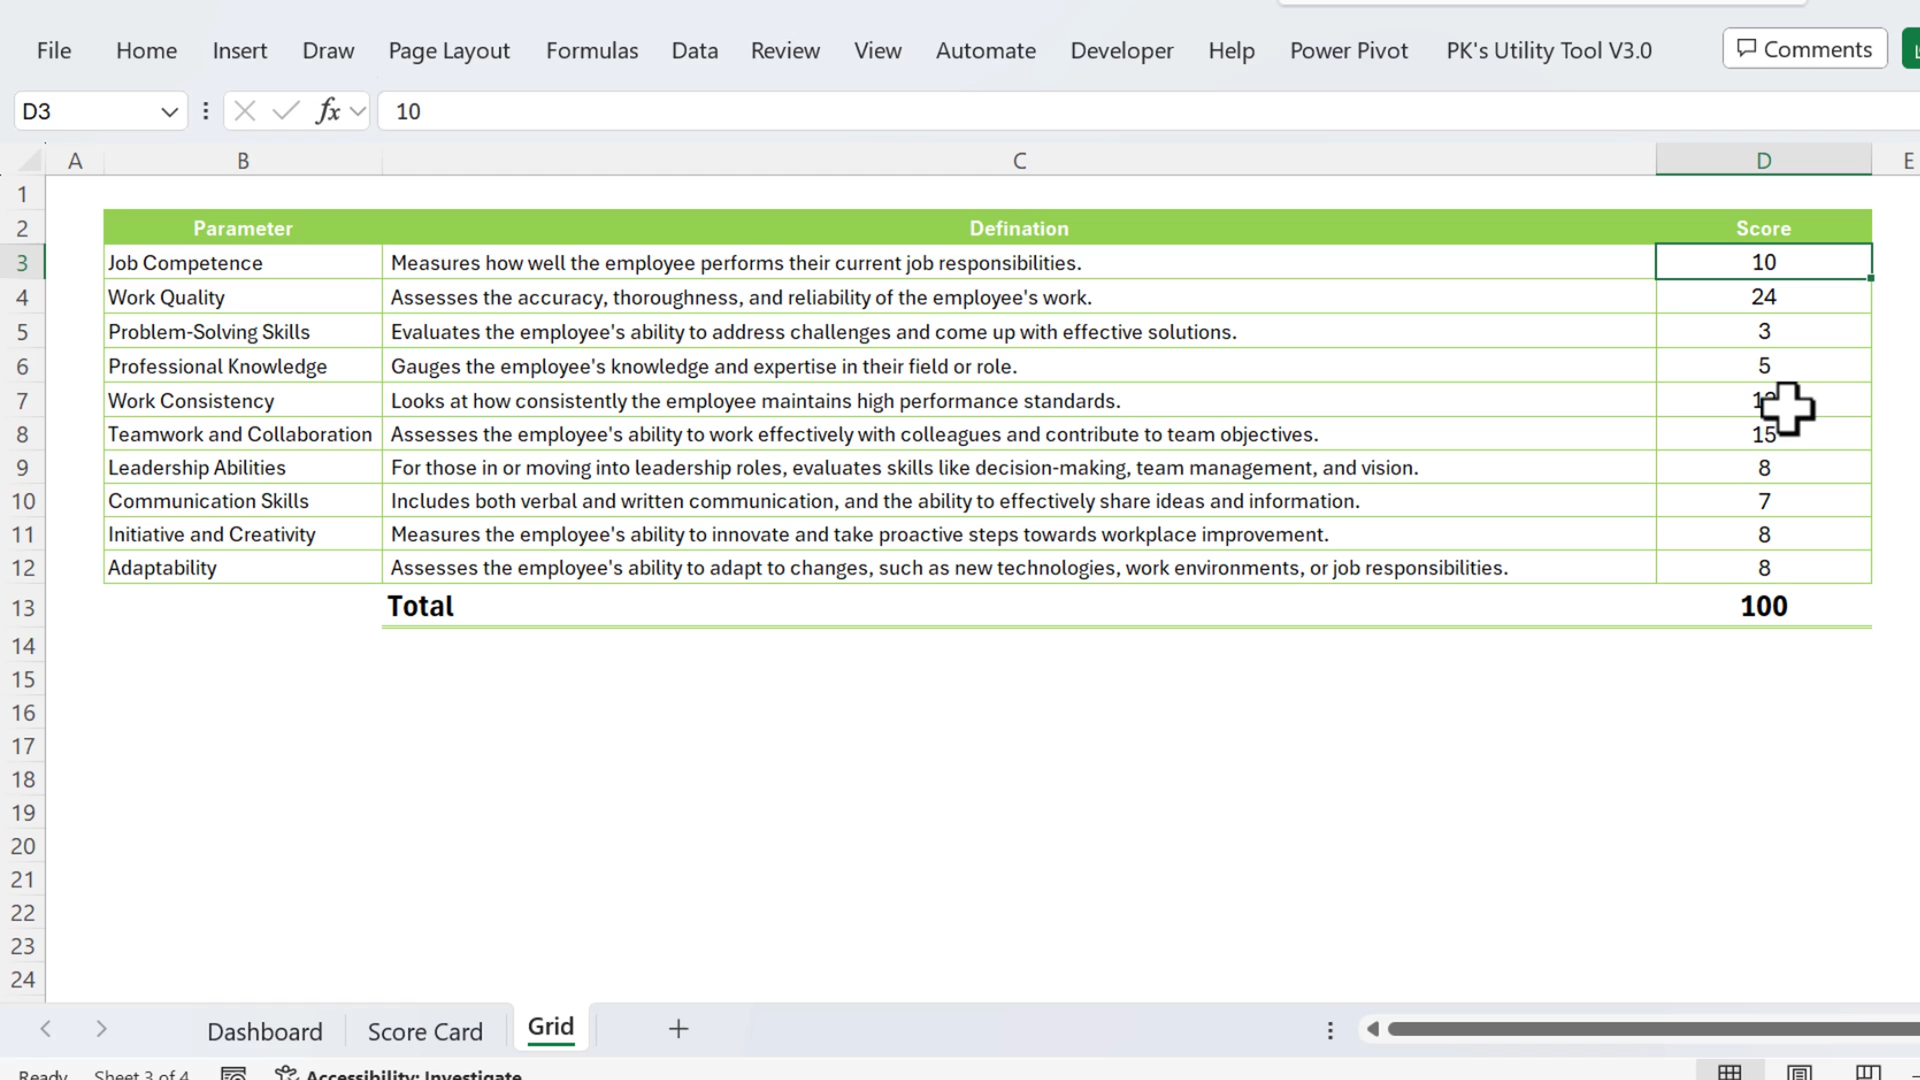 File Home Insert Draw Page Layout Formulas Data Review View Automate Developer Help Power Pivot PK's Utility Tool V3.0 Comments
D3 fx 10
A B C D E
1
2 Parameter Defination Score
3 Job Competence Measures how well the employee performs their current job responsibilities. 10
4 Work Quality Assesses the accuracy, thoroughness, and reliability of the employee's work. 24
5 Problem-Solving Skills Evaluates the employee's ability to address challenges and come up with effective solutions. 3
6 Professional Knowledge Gauges the employee's knowledge and expertise in their field or role. 5
7 Work Consistency Looks at how consistently the employee maintains high performance standards.
8 Teamwork and Collaboration Assesses the employee's ability to work effectively with colleagues and contribute to team objectives. 15
9 Leadership Abilities For those in or moving into leadership roles, evaluates skills like decision-making, team management, and vision. 8
10 Communication Skills Includes both verbal and written communication, and the ability to effectively share ideas and information. 7
11 Initiative and Creativity Measures the employee's ability to innovate and take proactive steps towards workplace improvement. 8
12 Adaptability Assesses the employee's ability to adapt to changes, such as new technologies, work environments, or job responsibilities. 8
13 Total 100
14
15
16
17
18
19
20
21
22
23
24
Dashboard Score Card Grid
Ready Sheet 3 of 4 Accessibility: Investigate